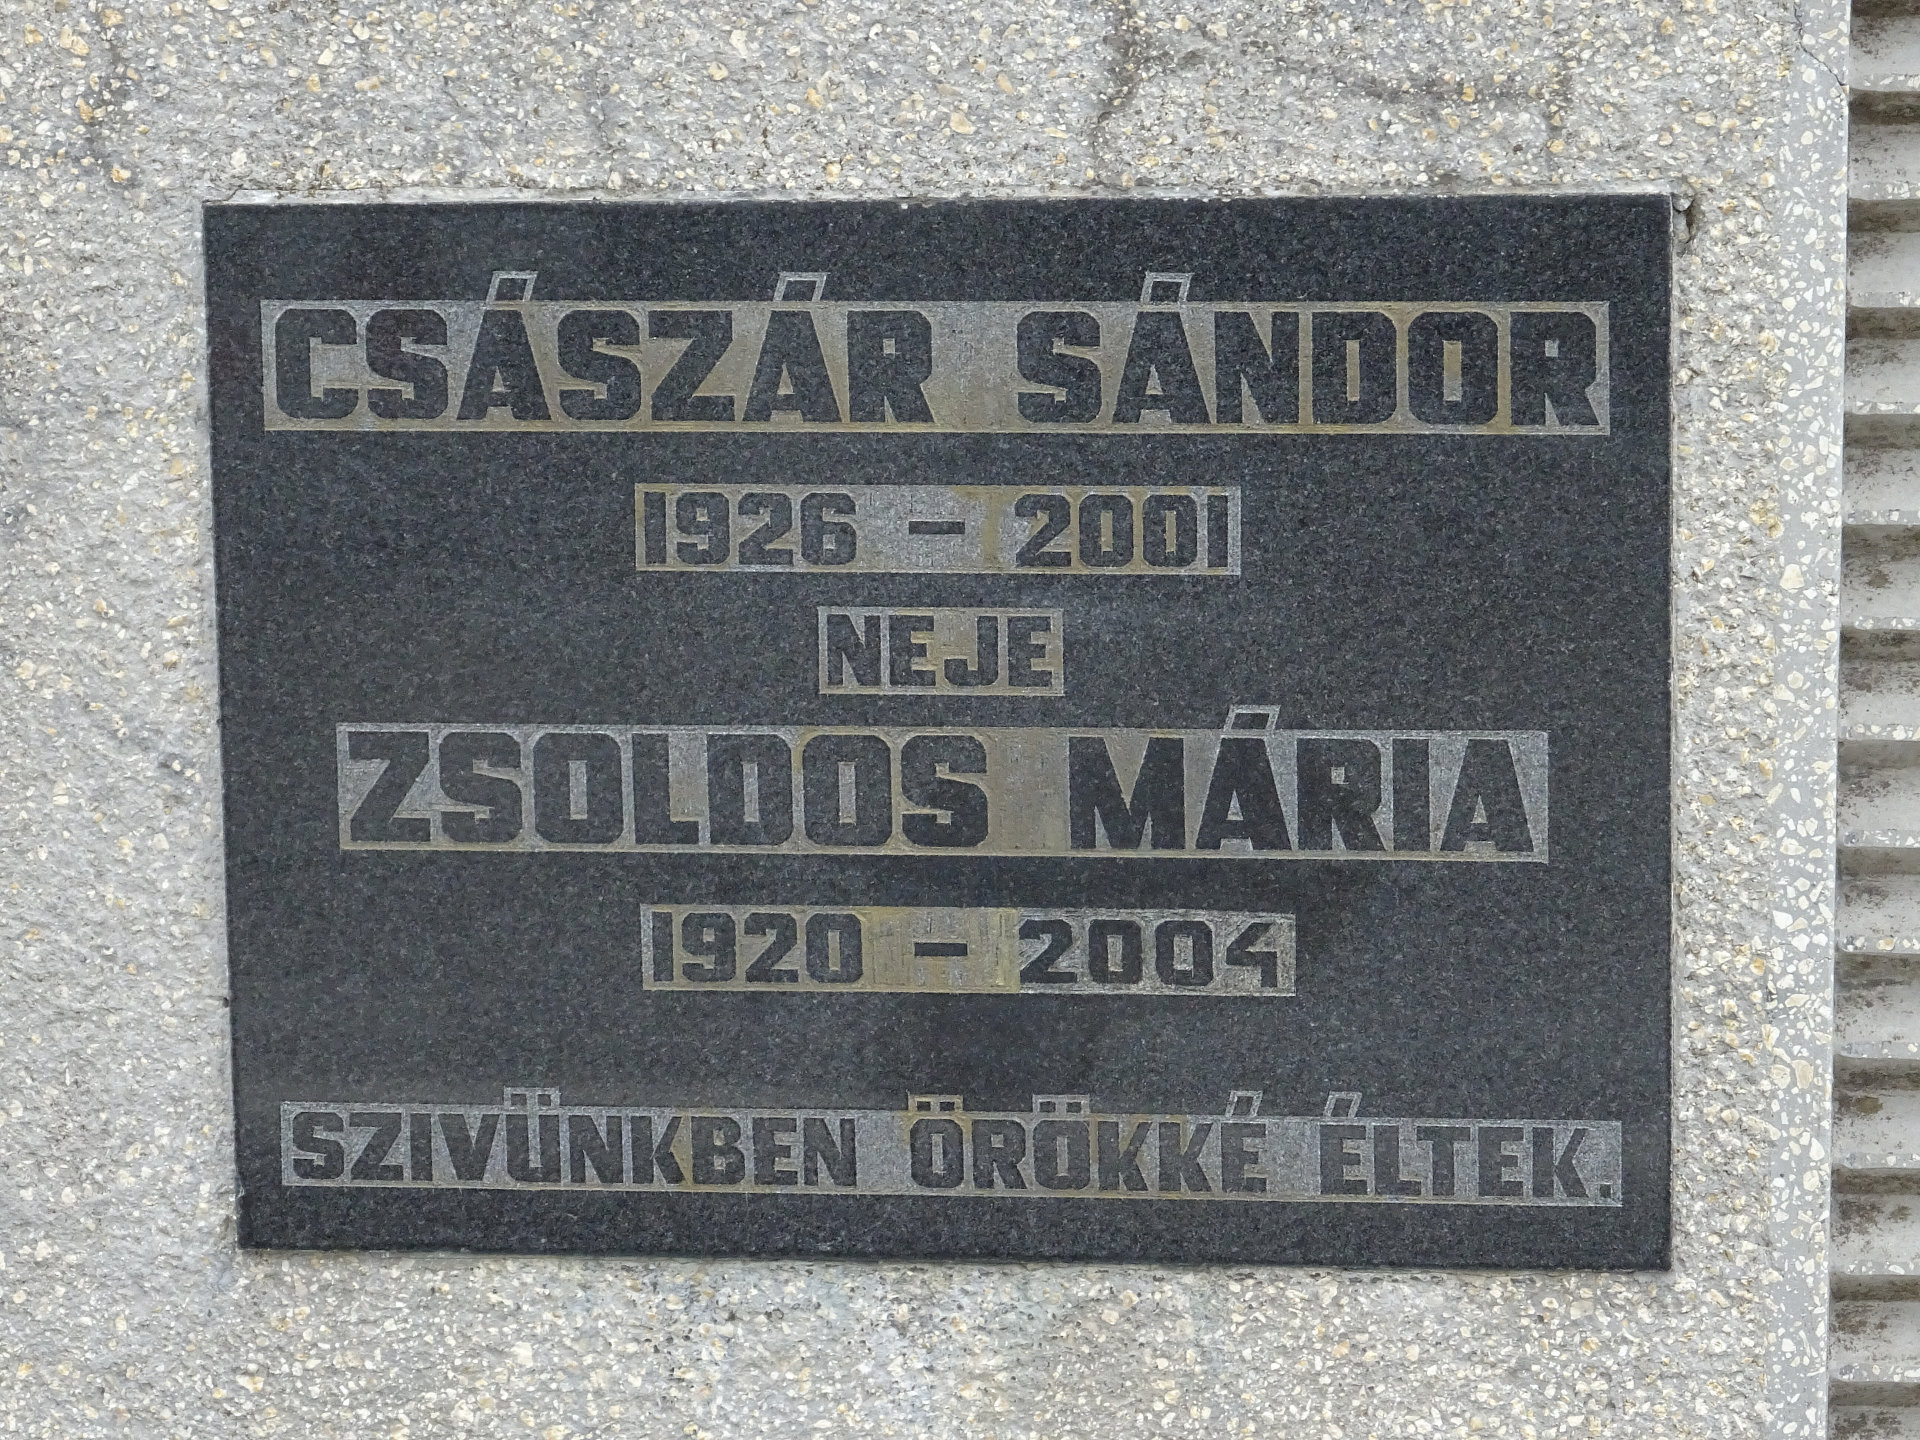 CSÁSZÁR SÁNDOR
1926 - 2001
NEJE
ZSOLDOS MÁRIA
1920 - 2004
SZIVÜNKBEN ÖRÖKKÉ ÉLTEK.